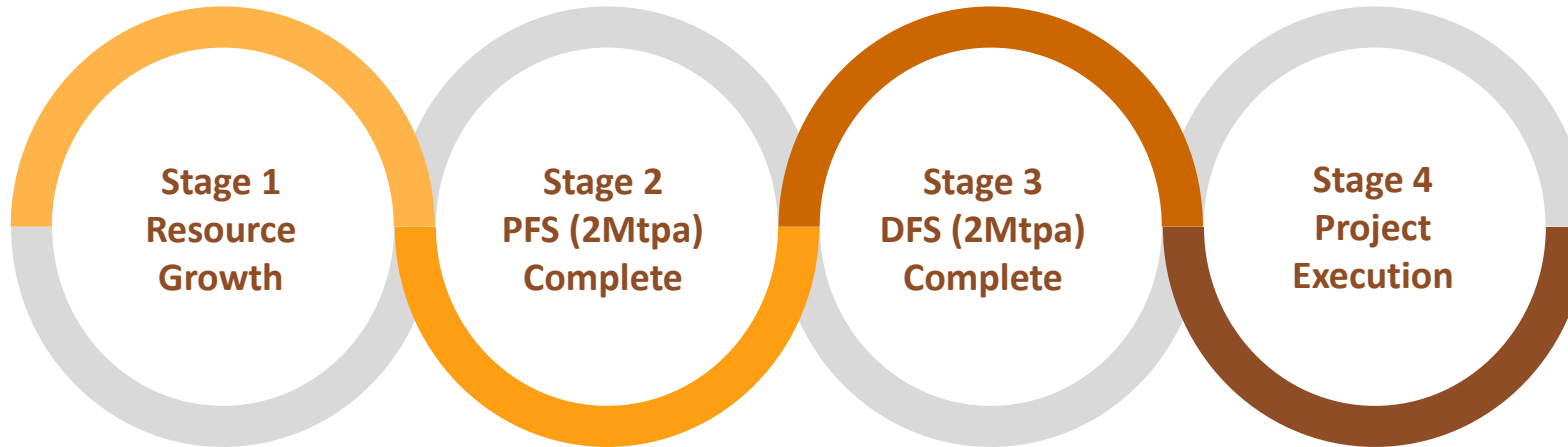 Stage 1
Resource
Growth
Stage 2
PFS (2Mtpa)
Complete
Stage 3
DFS (2Mtpa)
Complete
Stage 4
Project
Execution